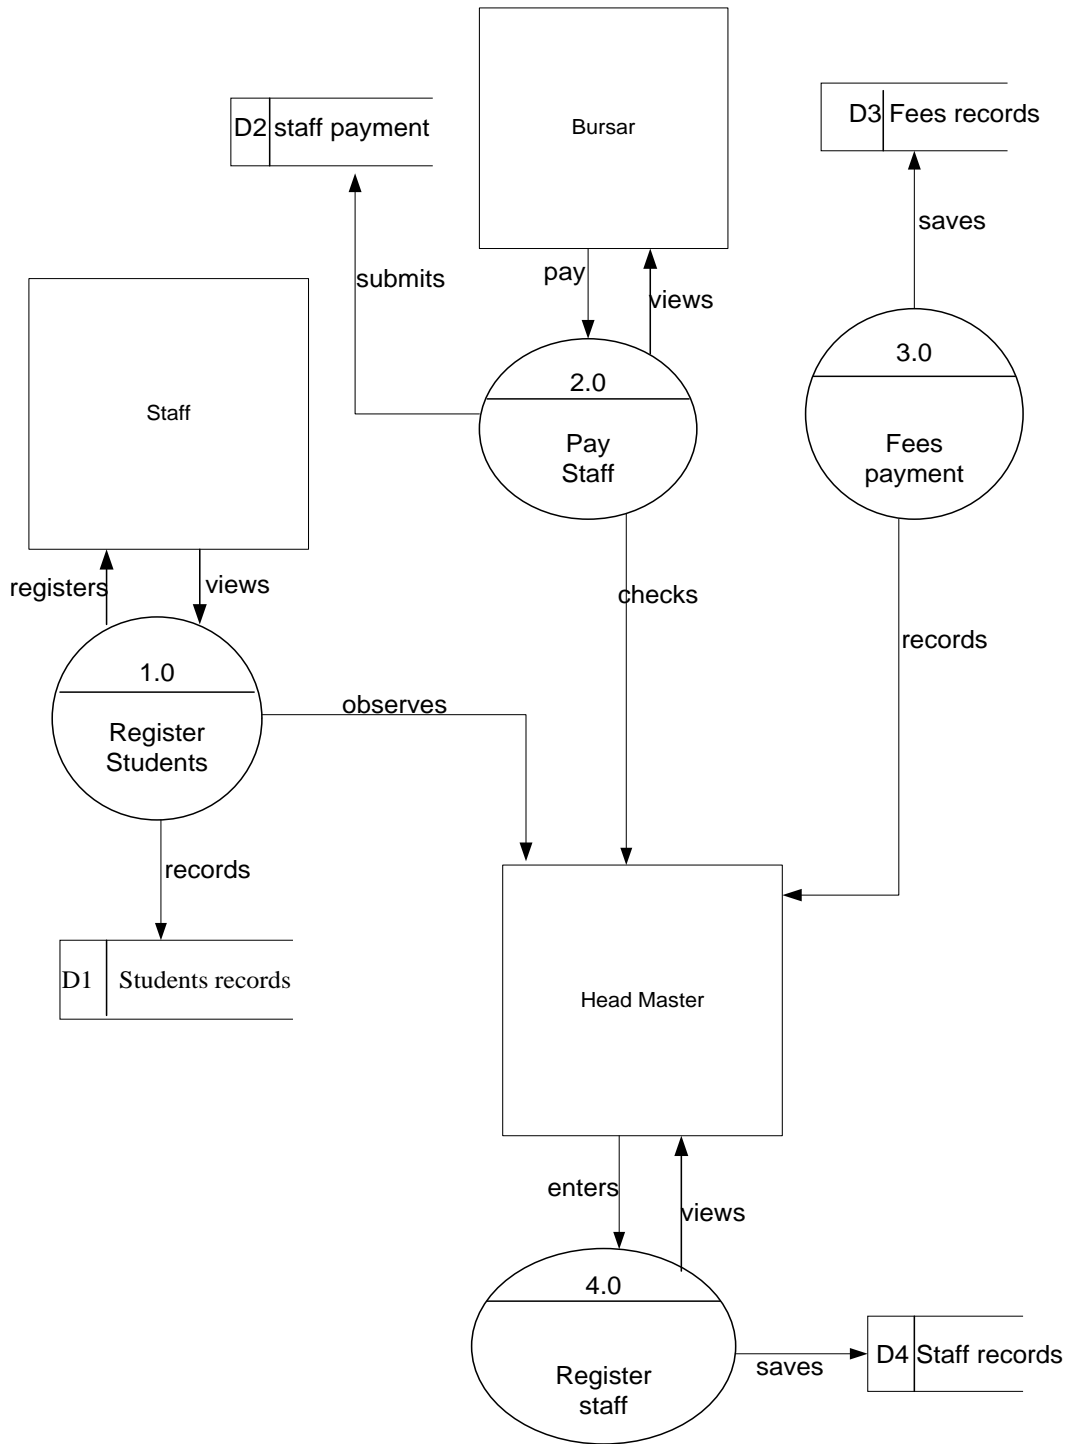 Bursar
D3 Fees records
D2 staff payment
saves
pay
submits
views
3.0
2.0
Staff
Pay
Staff
Fees
payment
registers
views
checks
records
1.0
observes
Register
Students
records
D1 Students records
Head Master
enters
views
4.0
saves
D4 Staff records
Register
staff